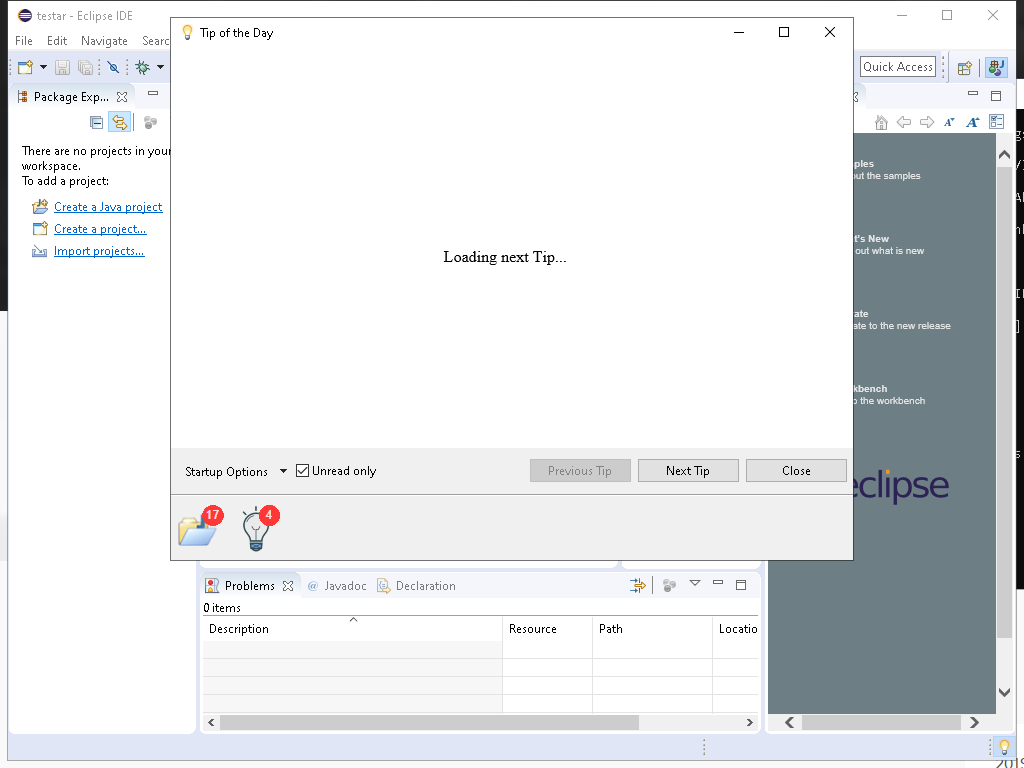 testar - Eclipse IDE
File Edit Navigate Searc
Tip of the Day
Quick Access
Package Exp...
There are no projects in your
workspace.
To add a project:
Create a Java project
Create a project...
Import projects...
Loading next Tip...
ples
out the samples
t's New
out what is new
ate
ate to the new release
kbench
o the workbench
eclipse
Startup Options
Unread only
Previous Tip
Next Tip
Close
17
4
Problems
@ Javadoc
Declaration
0 items
Description
Resource
Path
Locatio
2019